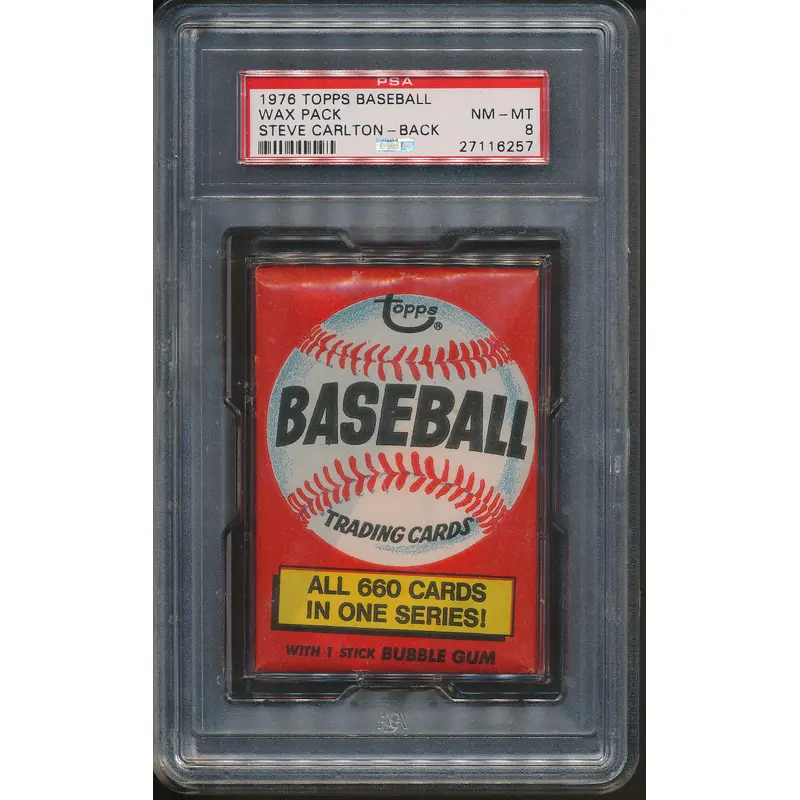 PSA
1976 TOPPS BASEBALL
WAX PACK NM - MT
STEVE CARLTON - BACK 8
27116257
topps®
BASEBALL
TRADING CARDS
ALL 660 CARDS
IN ONE SERIES!
WITH 1 STICK BUBBLE GUM